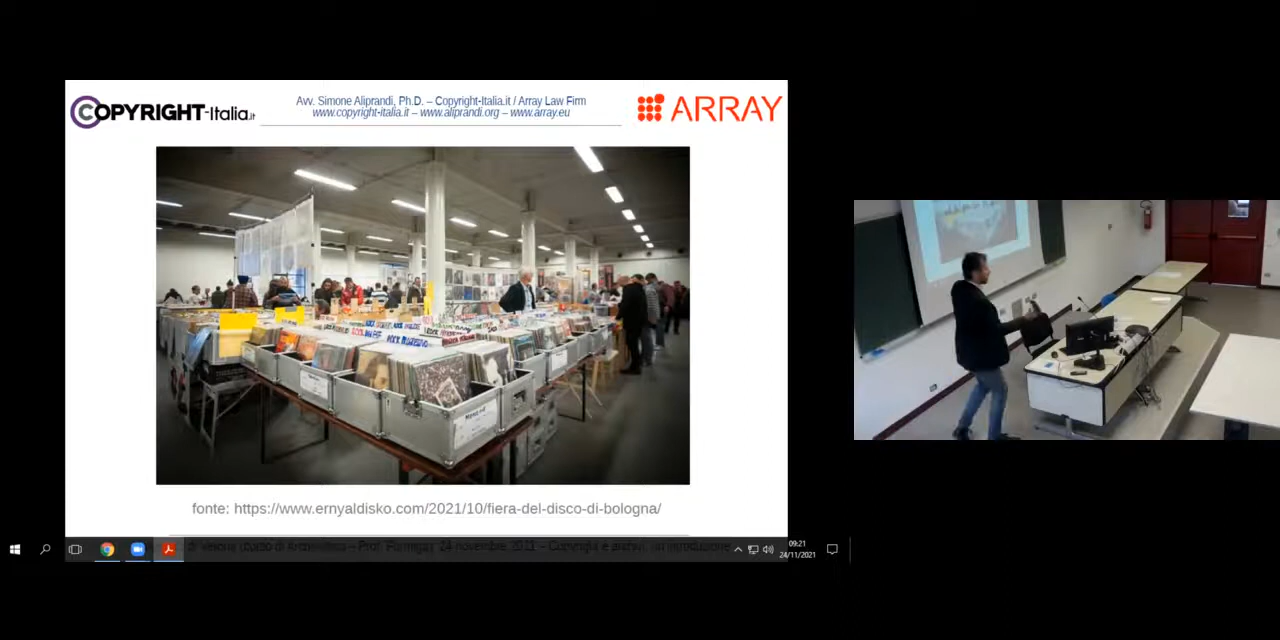 COPYRIGHT-Italia.it
Avv. Simone Aliprandi, Ph.D. – Copyright-Italia.it / Array Law Firm
www.copyright-italia.it – www.aliprandi.org – www.array.eu
ARRAY
fonte: https://www.ernyaldisko.com/2021/10/fiera-del-disco-di-bologna/
09:21
24/11/2021